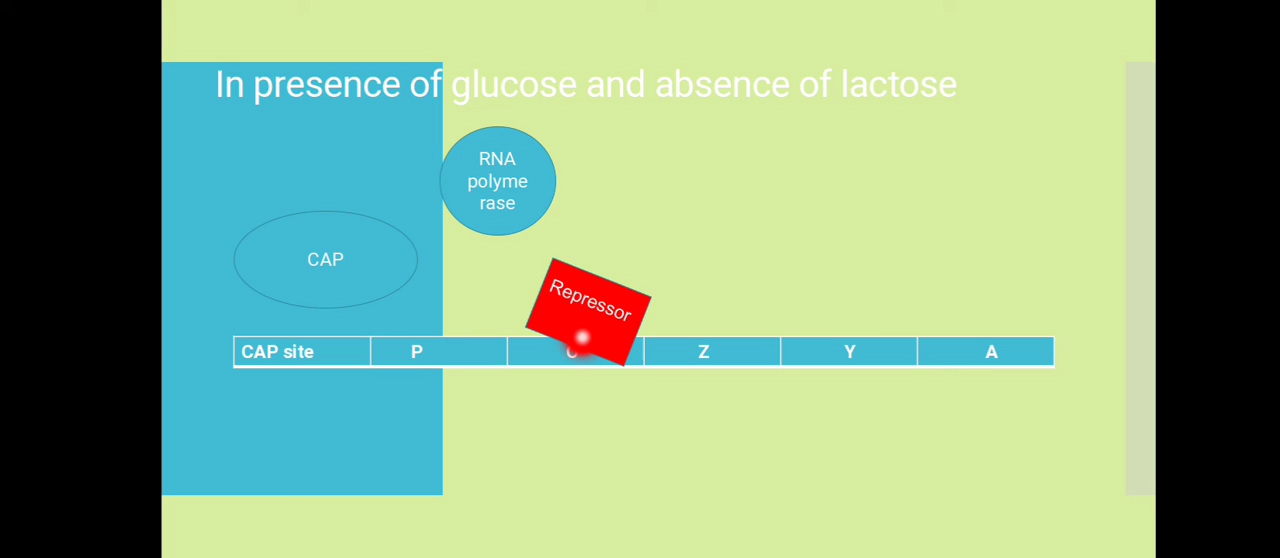 In presence of glucose and absence of lactose
RNA
polyme
rase
CAP
Repressor
CAP site P O Z Y A